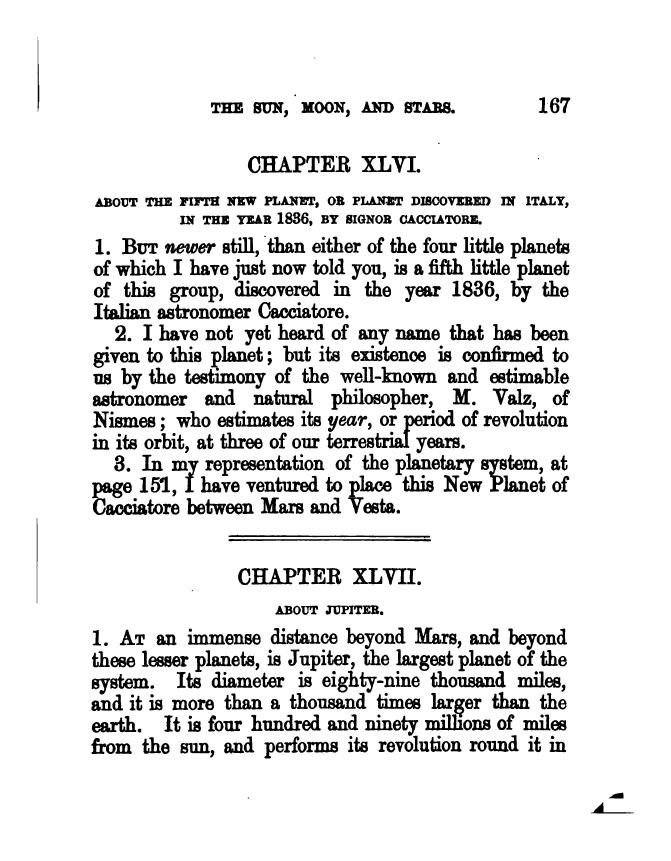 THE SUN, MOON, AND STARS. 167
CHAPTER XLVI.
ABOUT THE FIFTH NEW PLANET, OR PLANET DISCOVERED IN ITALY,
IN THE YEAR 1836, BY SIGNOR CACCIATORE.
1. BUT newer still, than either of the four little planets
of which I have just now told you, is a fifth little planet
of this group, discovered in the year 1836, by the
Italian astronomer Cacciatore.
2. I have not yet heard of any name that has been
given to this planet; but its existence is confirmed to
us by the testimony of the well-known and estimable
astronomer and natural philosopher, M. Valz, of
Nismes; who estimates its year, or period of revolution
in its orbit, at three of our terrestrial years.
3. In my representation of the planetary system, at
page 151, I have ventured to place this New Planet of
Cacciatore between Mars and Vesta.
CHAPTER XLVII.
ABOUT JUPITER.
1. AT an immense distance beyond Mars, and beyond
these lesser planets, is Jupiter, the largest planet of the
system. Its diameter is eighty-nine thousand miles,
and it is more than a thousand times larger than the
earth. It is four hundred and ninety millions of miles
from the sun, and performs its revolution round it in